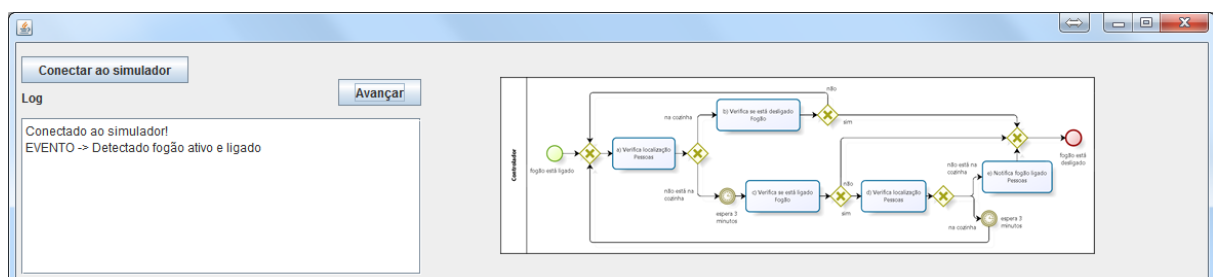 Conectar ao simulador
Log
Avançar
Conectado ao simulador!
EVENTO -> Detectado fogão ativo e ligado
Controlador
fogão está ligado
a) Verifica localização
Pessoas
na cozinha
b) Verifica se está desligado
Fogão
não
sim
não está na
cozinha
espera 3
minutos
c) Verifica se está ligado
Fogão
não
sim
d) Verifica localização
Pessoas
não está na
cozinha
na cozinha
e) Notifica fogão ligado
Pessoas
espera 3
minutos
fogão está
desligado